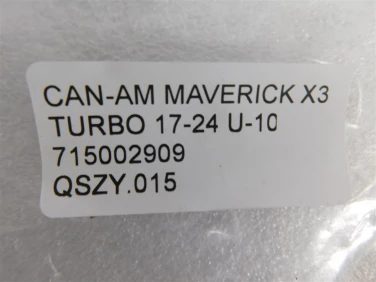 CAN-AM MAVERICK X3
TURBO 17-24 U-10
715002909
QSZY.015